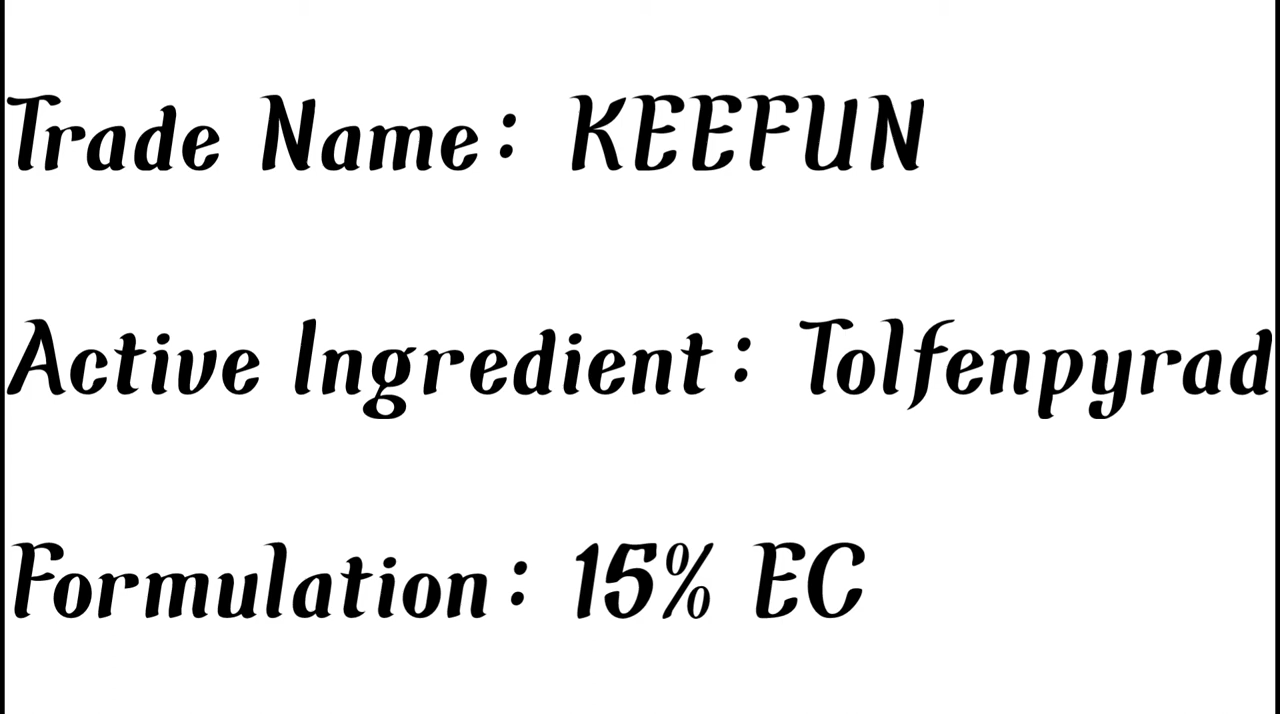 Trade Name: KEEFUN
Active Ingredient: Tolfenpyrad
Formulation: 15% EC